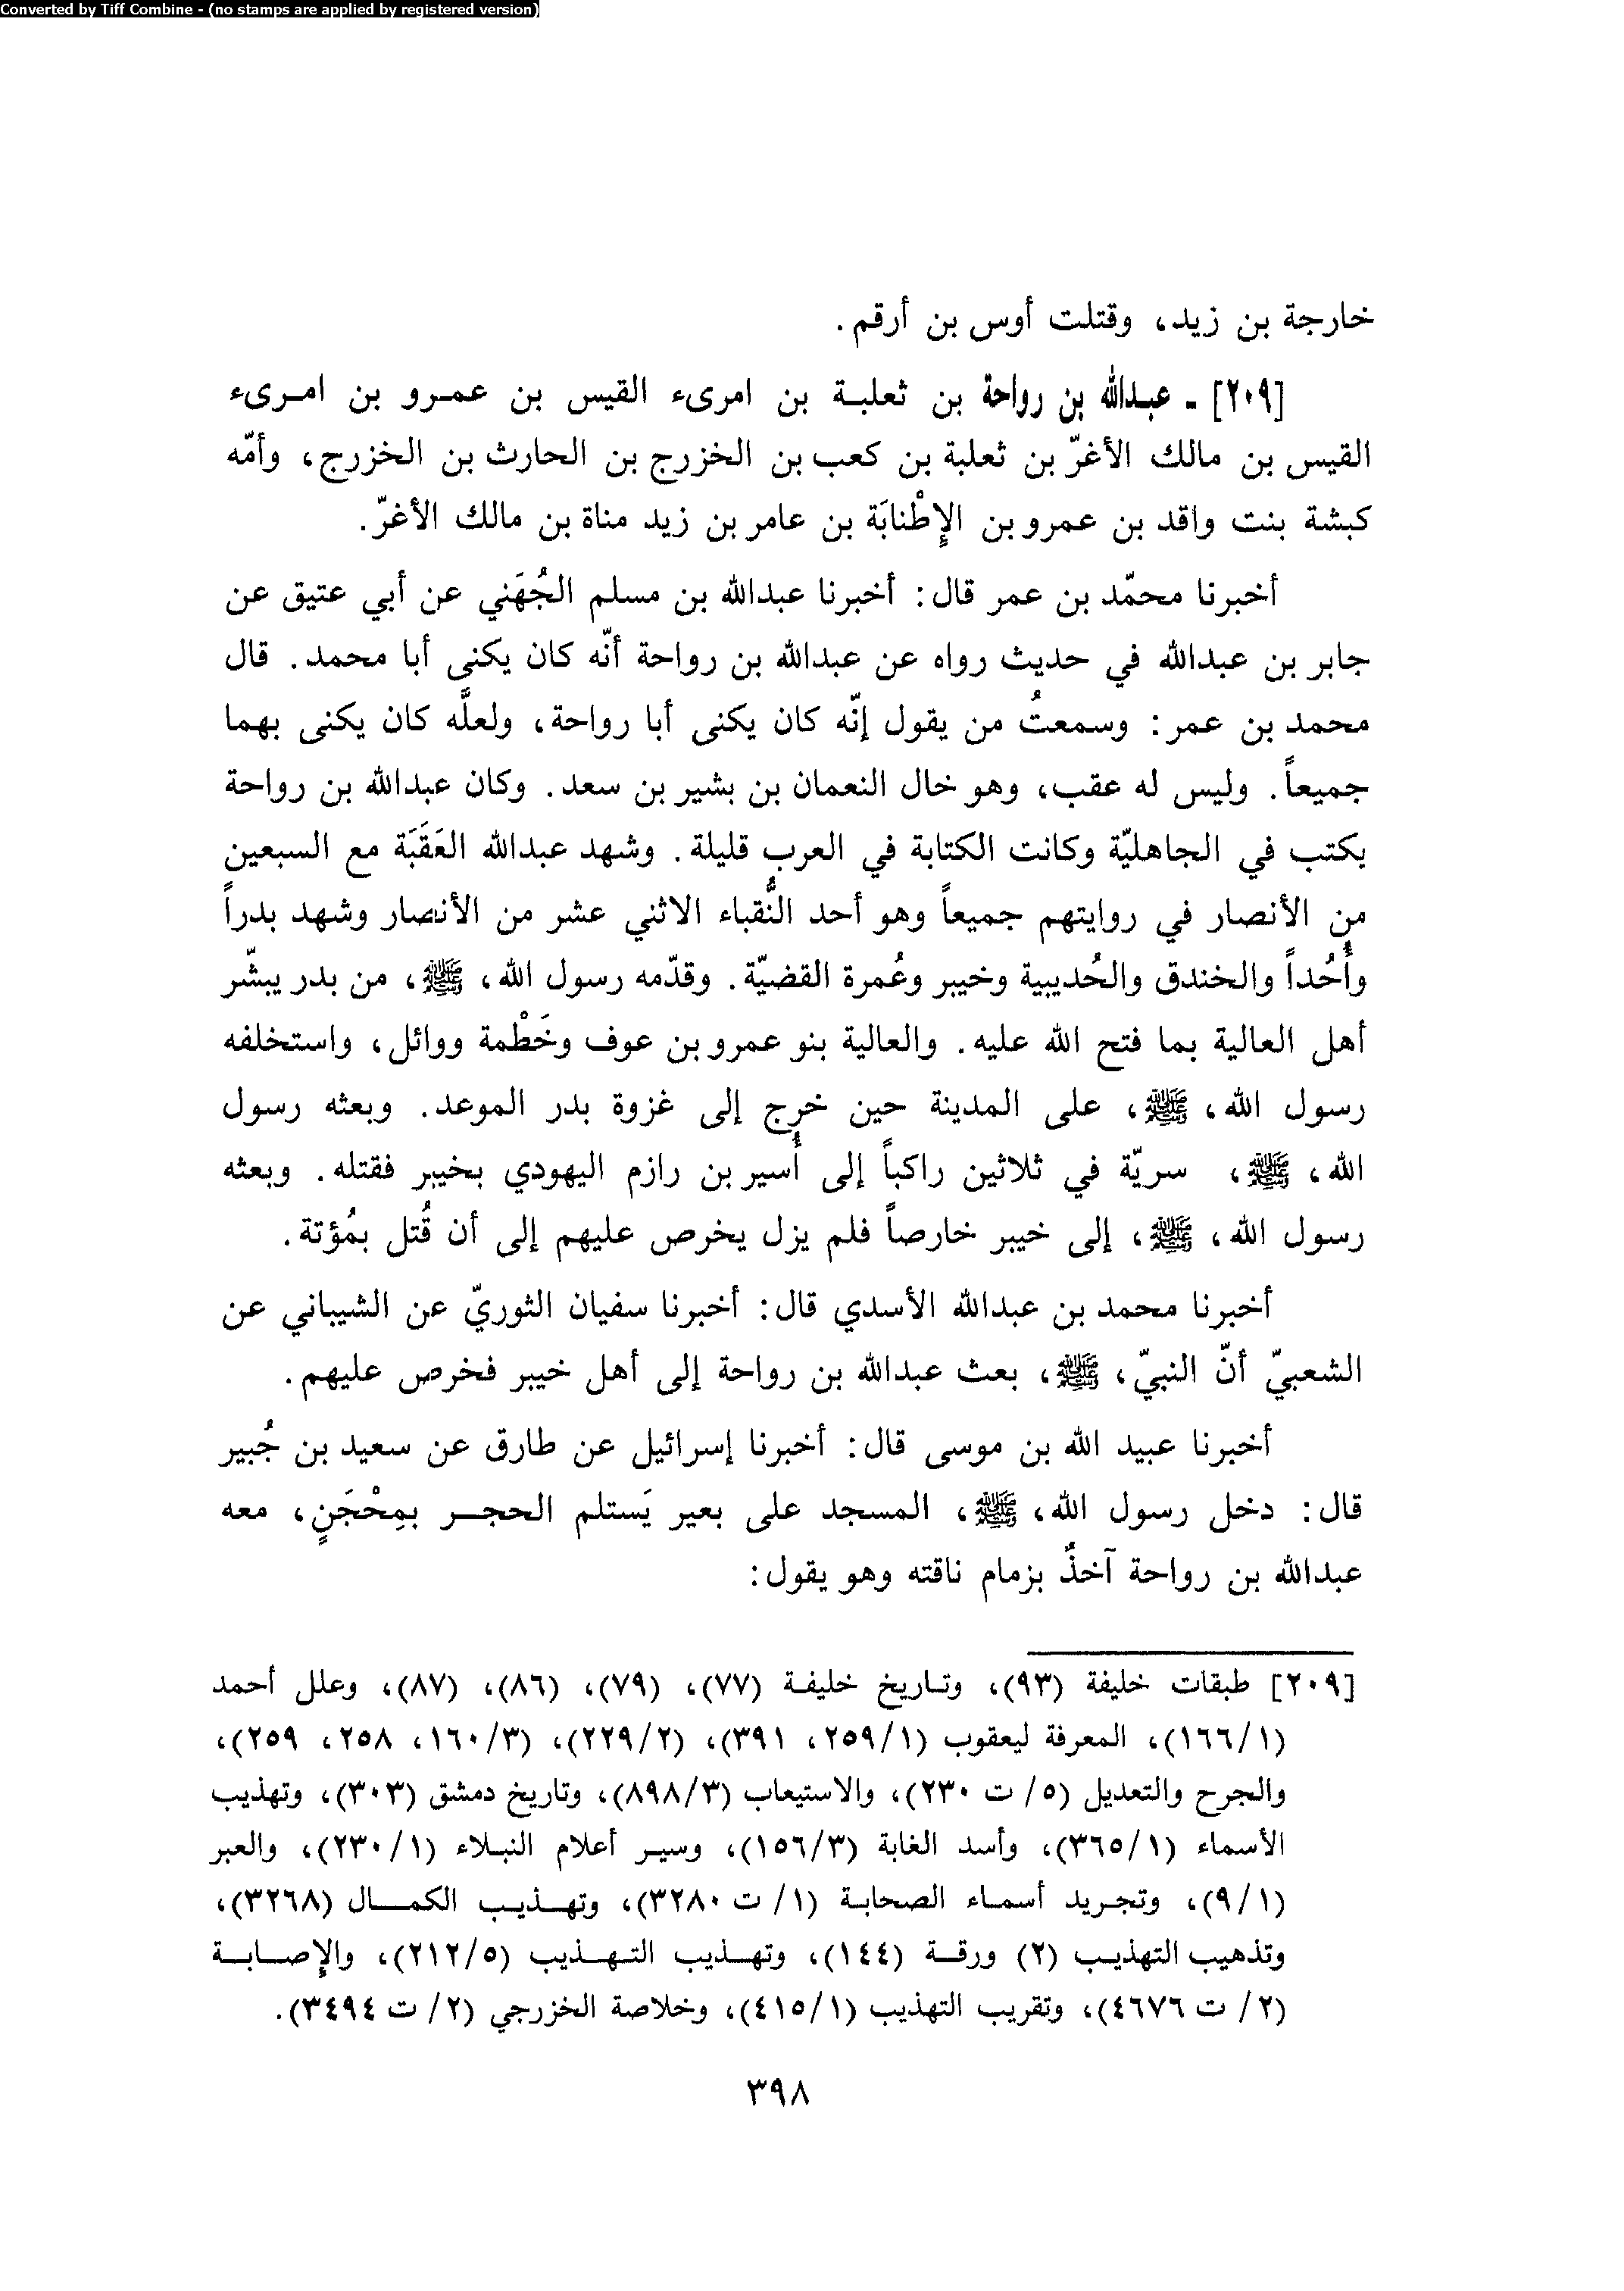 Converted by Tiff Combine - (no stamps are applied by registered version)
خارجة بن زيد، وقتلت أوس بن أرقم.
[٢٠٩] - عبدالله بن رواحة بن ثعلبة بن امرىء القيس بن عمرو بن امرىء
القيس بن مالك الأغرّ بن ثعلبة بن كعب بن الخزرج بن الحارث بن الخزرج، وأمّه
كبشة بنت واقد بن عمرو بن الإِطْنابَة بن عامر بن زيد مناة بن مالك الأغرّ.
أخبرنا محمّد بن عمر قال: أخبرنا عبدالله بن مسلم الجُهَني عن أبي عتيق عن
جابر بن عبدالله في حديث رواه عن عبدالله بن رواحة أنّه كان يكنى أبا محمد. قال
محمد بن عمر: وسمعتُ من يقول إنّه كان يكنى أبا رواحة، ولعلَّه كان يكنى بهما
جميعاً. وليس له عقب، وهو خال النعمان بن بشير بن سعد. وكان عبدالله بن رواحة
يكتب في الجاهليّة وكانت الكتابة في العرب قليلة. وشهد عبدالله العَقَبَة مع السبعين
من الأنصار في روايتهم جميعاً وهو أحد النُّقباء الاثني عشر من الأنصار وشهد بدراً
وأُحُداً والخندق والحُديبية وخيبر وعُمرة القضيّة. وقدّمه رسول الله، ﷺ، من بدر يبشّر
أهل العالية بما فتح الله عليه. والعالية بنو عمرو بن عوف وخَطْمة ووائل، واستخلفه
رسول الله، ﷺ، على المدينة حين خرج إلى غزوة بدر الموعد. وبعثه رسول
الله، ﷺ، سريّة في ثلاثين راكباً إلى أُسير بن رازم اليهودي بخيبر فقتله. وبعثه
رسول الله، ﷺ، إلى خيبر خارصاً فلم يزل يخرص عليهم إلى أن قُتل بمُؤتة.
أخبرنا محمد بن عبدالله الأسدي قال: أخبرنا سفيان الثوريّ عن الشيباني عن
الشعبيّ أنّ النبيّ، ﷺ، بعث عبدالله بن رواحة إلى أهل خيبر فخرص عليهم.
أخبرنا عبيد الله بن موسى قال: أخبرنا إسرائيل عن طارق عن سعيد بن جُبير
قال: دخل رسول الله، ﷺ، المسجد على بعير يَستلم الحجر بمِحْجَنٍ، معه
عبدالله بن رواحة آخذٌ بزمام ناقته وهو يقول:
[٢٠٩] طبقات خليفة (٩٣)، وتاريخ خليفة (٧٧)، (٧٩)، (٨٦)، (٨٧)، وعلل أحمد
(١/١٦٦)، المعرفة ليعقوب (١/٢٥٩، ٣٩١)، (٢/٢٢٩)، (٣/١٦٠، ٢٥٨، ٢٥٩)،
والجرح والتعديل (٥/ ت ٢٣٠)، والاستيعاب (٣/٨٩٨)، وتاريخ دمشق (٣٠٣)، وتهذيب
الأسماء (١/٣٦٥)، وأسد الغابة (٣/١٥٦)، وسير أعلام النبلاء (١/٢٣٠)، والعبر
(١/٩)، وتجريد أسماء الصحابة (١/ ت ٣٢٨٠)، وتهذيب الكمال (٣٢٦٨)،
وتذهيب التهذيب (٢) ورقة (١٤٤)، وتهذيب التهذيب (٥/٢١٢)، والإِصابة
(٢/ ت ٤٦٧٦)، وتقريب التهذيب (١/٤١٥)، وخلاصة الخزرجي (٢/ ت ٣٤٩٤).
٣٩٨